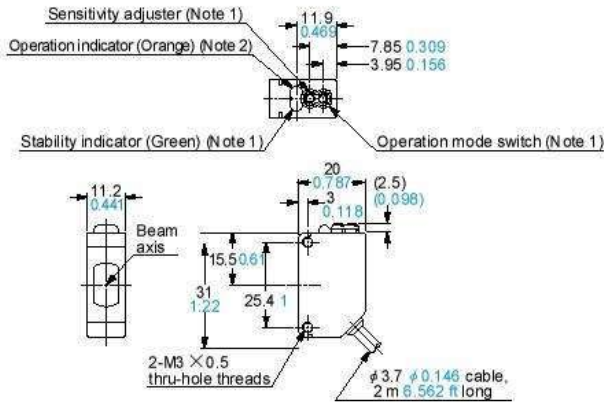 Sensitivity adjuster (Note 1)
11.9
0.469
Operation indicator (Orange) (Note 2)
7.85 0.309
3.95 0.156
Stability indicator (Green) (Note 1)
Operation mode switch (Note 1)
20
0.787
(2.5)
(0.098)
11.2
0.441
3
0.118
Beam
axis
15.5 0.61
31
1.22
25.4 1
2-M3 ×0.5
thru-hole threads
φ3.7 φ0.146 cable,
2 m 6.562 ft long